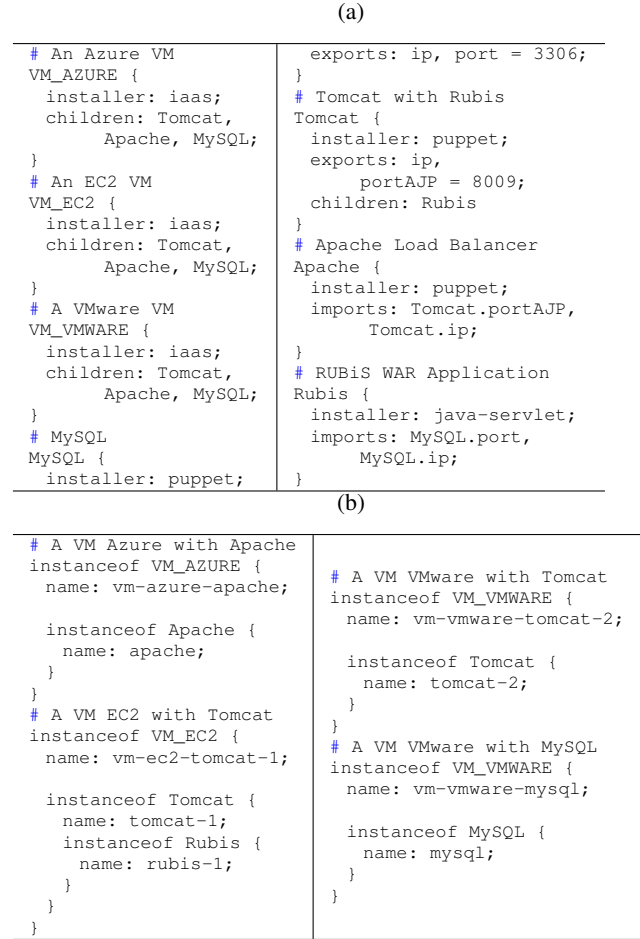 (a)
# An Azure VM
VM_AZURE {
installer: iaas;
children: Tomcat,
Apache, MySQL;
}
# An EC2 VM
VM_EC2 {
installer: iaas;
children: Tomcat,
Apache, MySQL;
}
# A VMware VM
VM_VMWARE {
installer: iaas;
children: Tomcat,
Apache, MySQL;
}
# MySQL
MySQL {
installer: puppet;
exports: ip, port = 3306;
}
# Tomcat with Rubis
Tomcat {
installer: puppet;
exports: ip,
portAJP = 8009;
children: Rubis
}
# Apache Load Balancer
Apache {
installer: puppet;
imports: Tomcat.portAJP,
Tomcat.ip;
}
# RUBiS WAR Application
Rubis {
installer: java-servlet;
imports: MySQL.port,
MySQL.ip;
}
(b)
# A VM Azure with Apache
instanceof VM_AZURE {
name: vm-azure-apache;
instanceof Apache {
name: apache;
}
}
# A VM EC2 with Tomcat
instanceof VM_EC2 {
name: vm-ec2-tomcat-1;
instanceof Tomcat {
name: tomcat-1;
instanceof Rubis {
name: rubis-1;
}
}
}
# A VM VMware with Tomcat
instanceof VM_VMWARE {
name: vm-vmware-tomcat-2;
instanceof Tomcat {
name: tomcat-2;
}
}
# A VM VMware with MySQL
instanceof VM_VMWARE {
name: vm-vmware-mysql;
instanceof MySQL {
name: mysql;
}
}